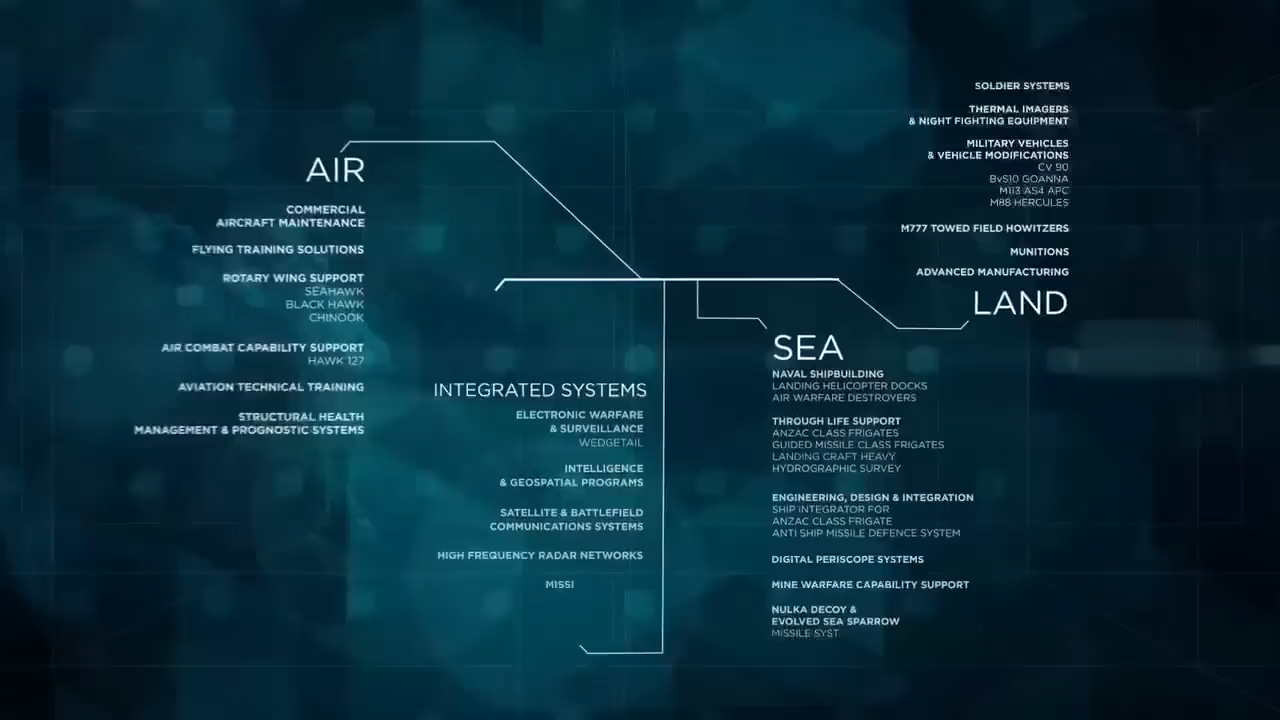 AIR
COMMERCIAL
AIRCRAFT MAINTENANCE
FLYING TRAINING SOLUTIONS
ROTARY WING SUPPORT
SEAHAWK
BLACK HAWK
CHINOOK
AIR COMBAT CAPABILITY SUPPORT
HAWK 127
AVIATION TECHNICAL TRAINING
STRUCTURAL HEALTH
MANAGEMENT & PROGNOSTIC SYSTEMS
INTEGRATED SYSTEMS
ELECTRONIC WARFARE
& SURVEILLANCE
WEDGETAIL
INTELLIGENCE
& GEOSPATIAL PROGRAMS
SATELLITE & BATTLEFIELD
COMMUNICATIONS SYSTEMS
HIGH FREQUENCY RADAR NETWORKS
MISSI
SEA
NAVAL SHIPBUILDING
LANDING HELICOPTER DOCKS
AIR WARFARE DESTROYERS
THROUGH LIFE SUPPORT
ANZAC CLASS FRIGATES
GUIDED MISSILE CLASS FRIGATES
LANDING CRAFT HEAVY
HYDROGRAPHIC SURVEY
ENGINEERING, DESIGN & INTEGRATION
SHIP INTEGRATOR FOR
ANZAC CLASS FRIGATE
ANTI SHIP MISSILE DEFENCE SYSTEM
DIGITAL PERISCOPE SYSTEMS
MINE WARFARE CAPABILITY SUPPORT
NULKA DECOY &
EVOLVED SEA SPARROW
MISSILE SYST
SOLDIER SYSTEMS
THERMAL IMAGERS
& NIGHT FIGHTING EQUIPMENT
MILITARY VEHICLES
& VEHICLE MODIFICATIONS
CV 90
BvS10 GOANNA
M113 AS4 APC
M88 HERCULES
M777 TOWED FIELD HOWITZERS
MUNITIONS
ADVANCED MANUFACTURING
LAND